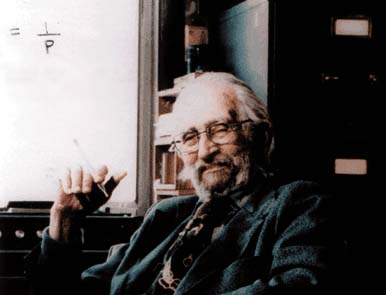 = 1/P